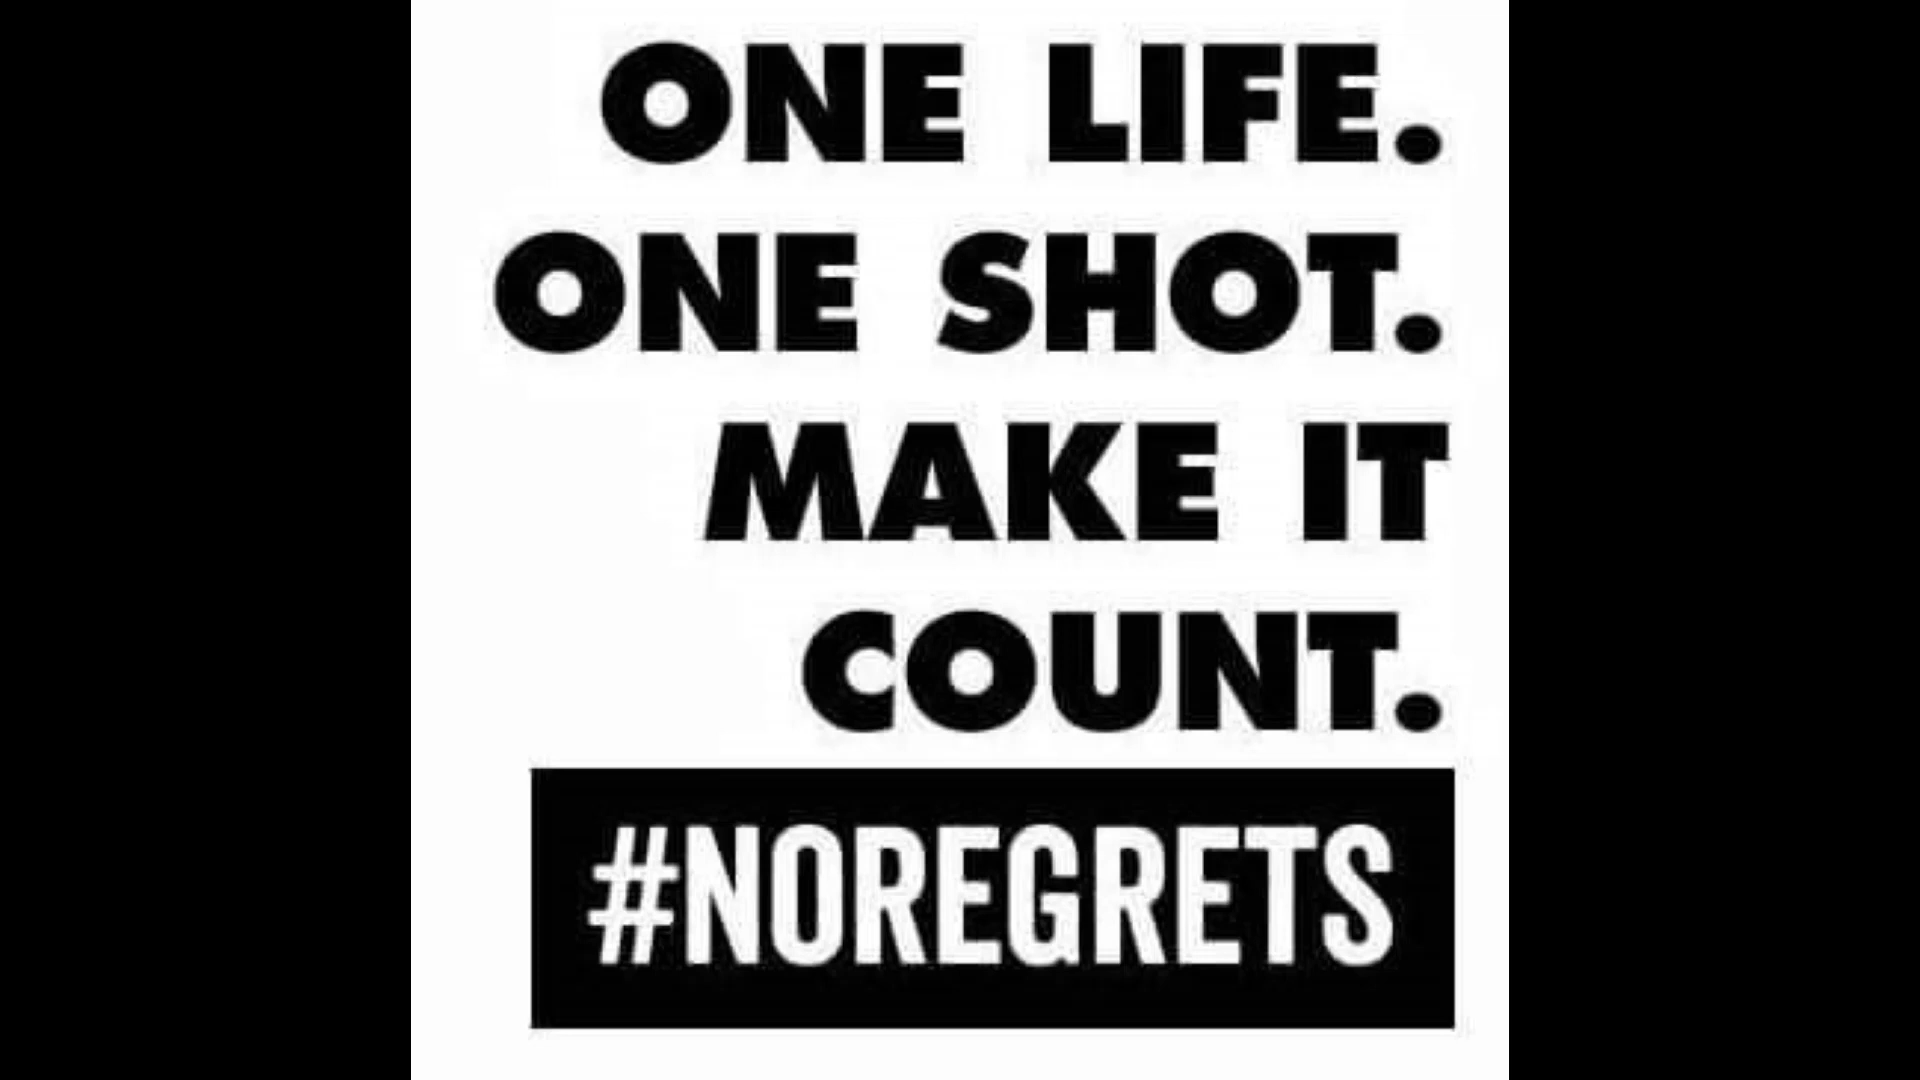 ONE LIFE.
ONE SHOT.
MAKE IT
COUNT.
#NOREGRETS